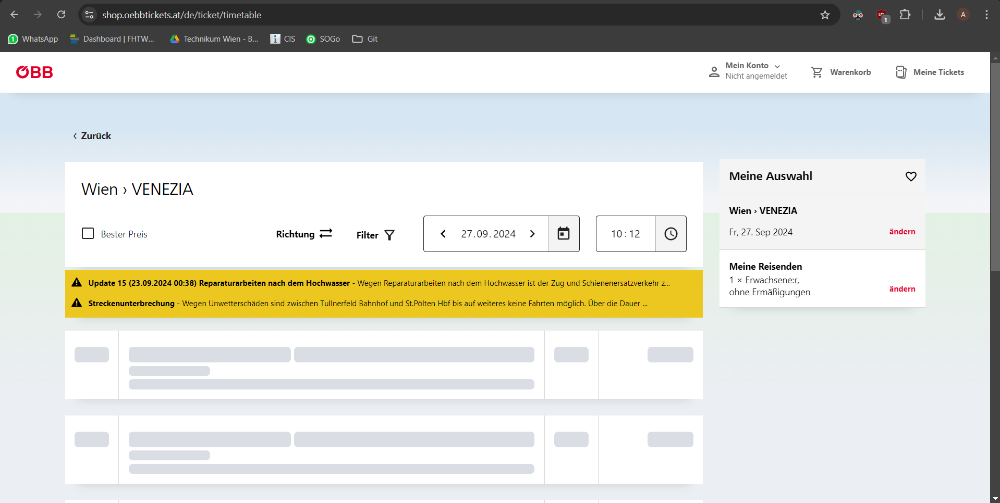 shop.oebbtickets.at/de/ticket/timetable
1
A
1 WhatsApp
Dashboard | FHTW...
Technikum Wien - B...
CIS
SOGo
Git
ÖBB
Mein Konto
Nicht angemeldet
Warenkorb
Meine Tickets
‹ Zurück
Wien › VENEZIA
Bester Preis
Richtung
Filter
27.09.2024
10:12
Update 15 (23.09.2024 00:38) Reparaturarbeiten nach dem Hochwasser - Wegen Reparaturarbeiten nach dem Hochwasser ist der Zug und Schienenersatzverkehr z...
Streckenunterbrechung - Wegen Unwetterschäden sind zwischen Tullnerfeld Bahnhof und St.Pölten Hbf bis auf weiteres keine Fahrten möglich. Über die Dauer ...
Meine Auswahl
Wien › VENEZIA
Fr, 27. Sep 2024
ändern
Meine Reisenden
1 × Erwachsene:r,
ohne Ermäßigungen
ändern